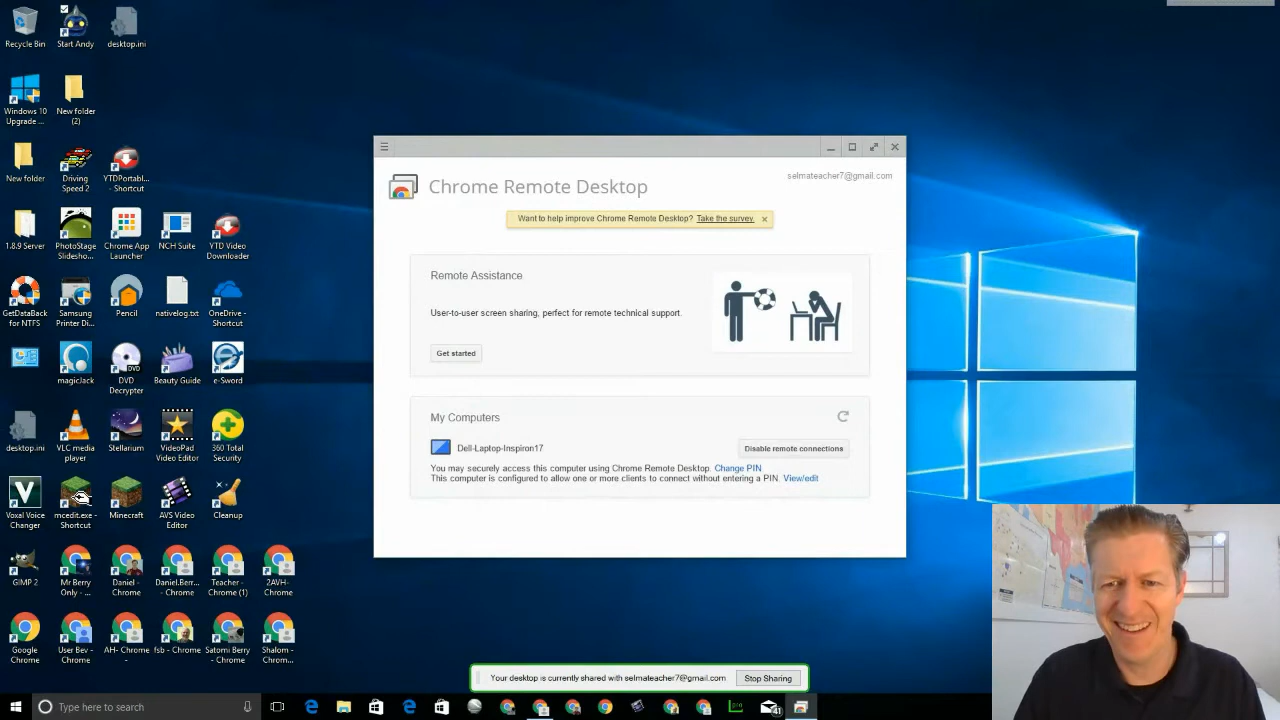 Recycle Bin
Start Andy
desktop.ini
Windows 10 Upgrade ...
New folder (2)
New folder
Driving Speed 2
YTDPortabl... - Shortcut
1.8.9 Server
PhotoStage Slidesho...
Chrome App Launcher
NCH Suite
YTD Video Downloader
GetDataBack for NTFS
Samsung Printer Di...
Pencil
nativelog.txt
OneDrive - Shortcut
magicJack
DVD Decrypter
Beauty Guide
e-Sword
desktop.ini
VLC media player
Stellarium
VideoPad Video Editor
360 Total Security
Voxal Voice Changer
mcedit.exe - Shortcut
Minecraft
AVS Video Editor
Cleanup
GIMP 2
Mr Berry Only - ...
Daniel - Chrome
Daniel.Berr... - Chrome
Teacher - Chrome (1)
2AVH- Chrome
Google Chrome
User Bev - Chrome
AH- Chrome -
fsb - Chrome
Satomi Berry - Chrome
Shalom - Chrom...
Chrome Remote Desktop
selmateacher7@gmail.com
Want to help improve Chrome Remote Desktop? Take the survey. ×
Remote Assistance
User-to-user screen sharing, perfect for remote technical support.
Get started
My Computers
Dell-Laptop-Inspiron17
Disable remote connections
You may securely access this computer using Chrome Remote Desktop. Change PIN
This computer is configured to allow one or more clients to connect without entering a PIN. View/edit
Your desktop is currently shared with selmateacher7@gmail.com
Stop Sharing
Type here to search
41